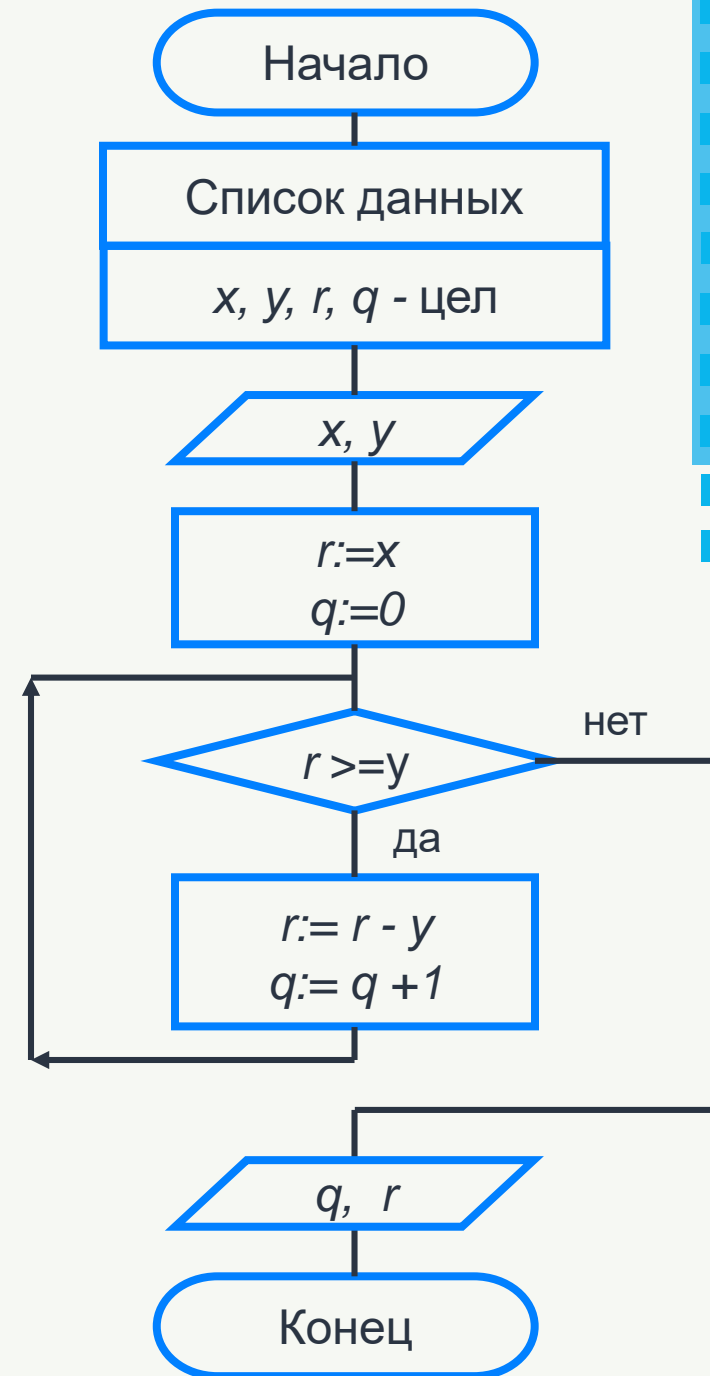 Начало
Список данных
x, y, r, q - цел
x, y
r:=x
q:=0
r >=y
нет
да
r:= r - y
q:= q +1
q, r
Конец